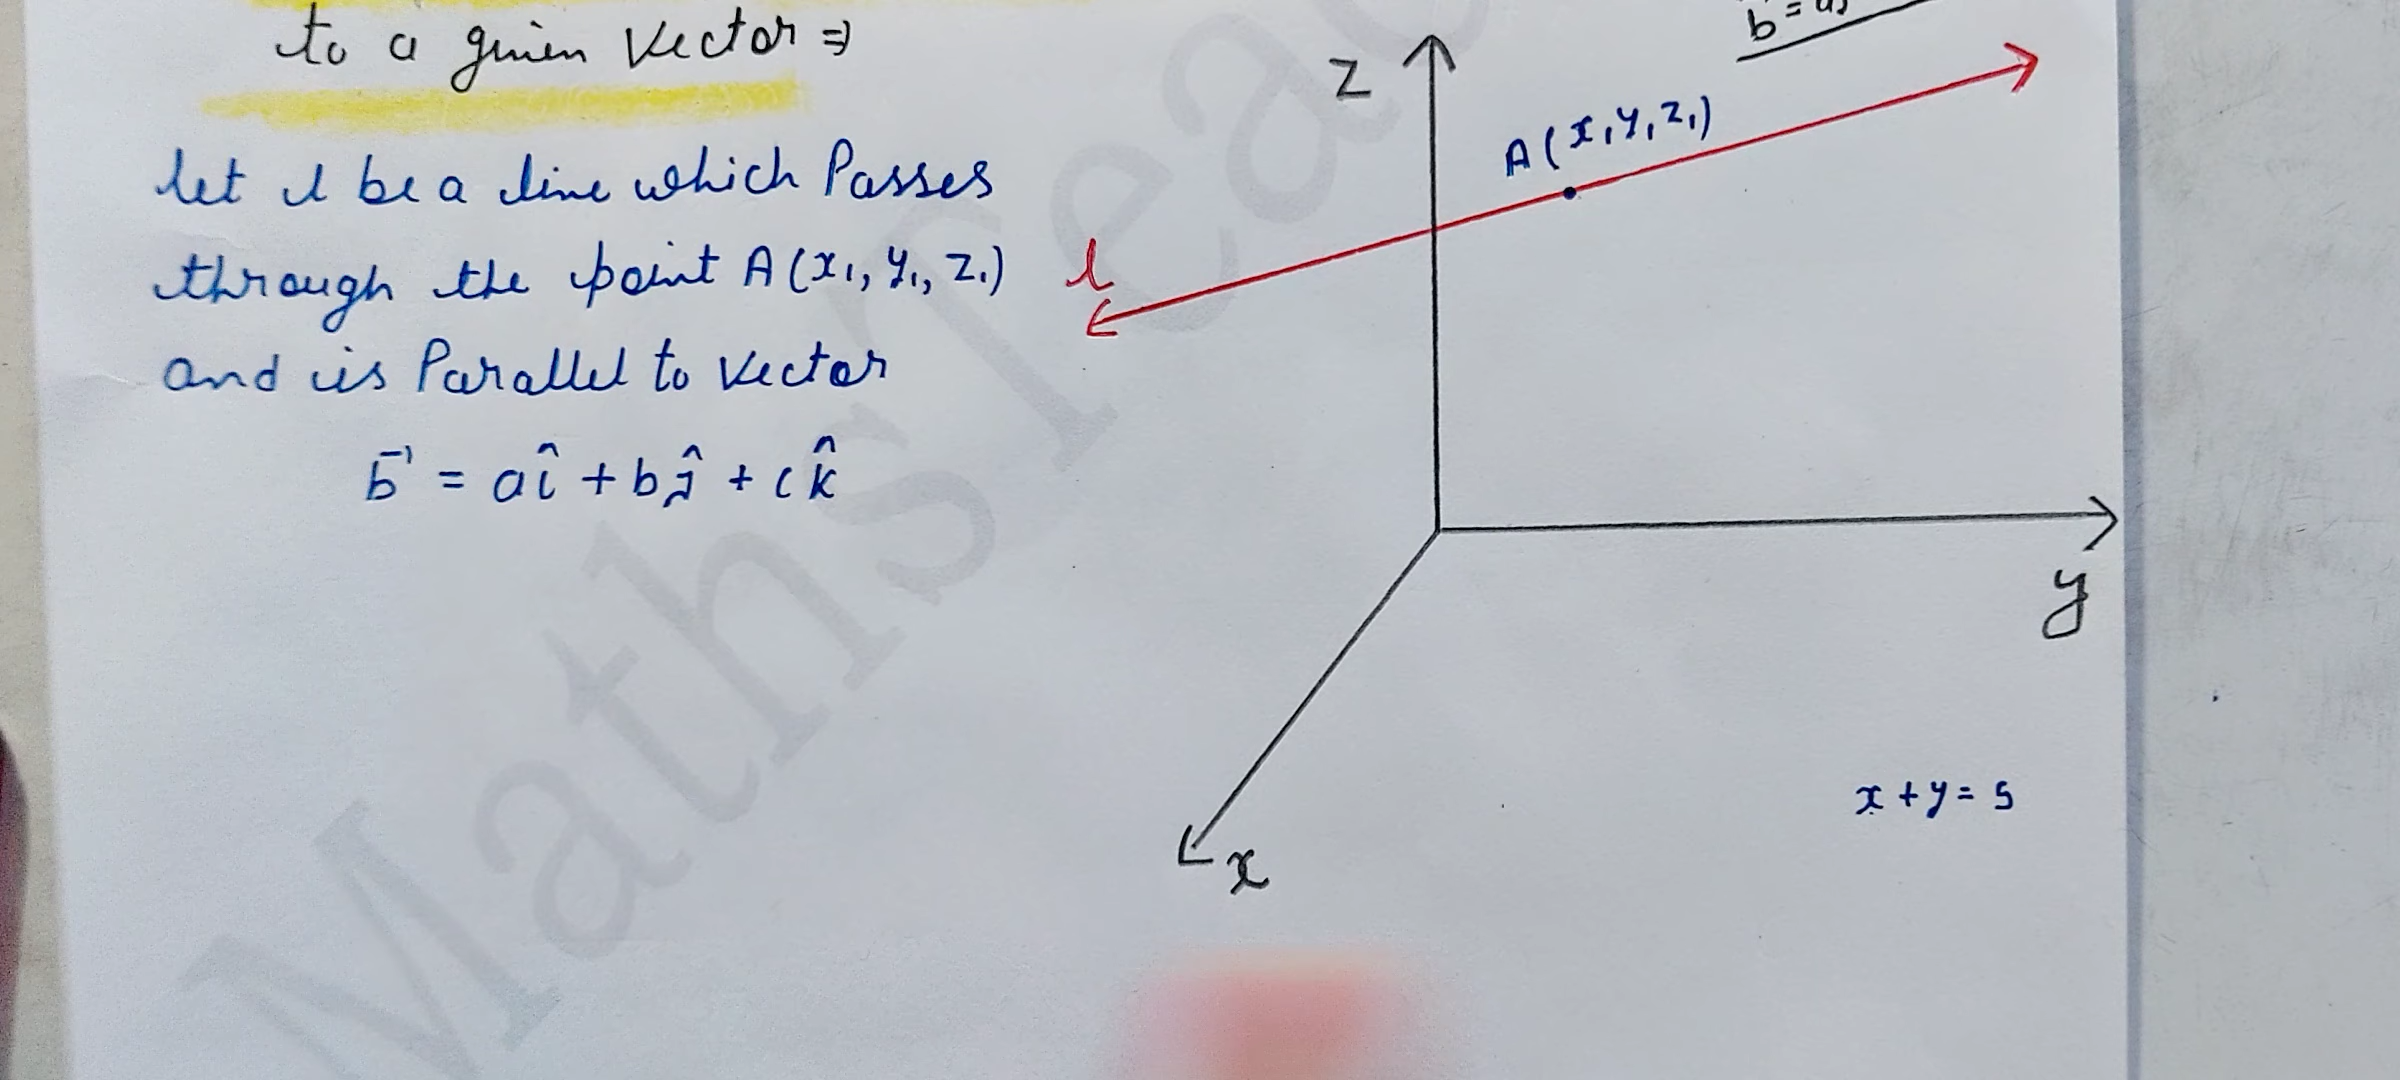 to a given Vector ⇒
let l be a line which Passes
through the point A(x₁, y₁, z₁)
and is Parallel to Vector
b⃗ = aî + bĵ + ck̂
b =
Z
A(x₁ y₁ z₁)
l
y
x
x + y = 5
Maths